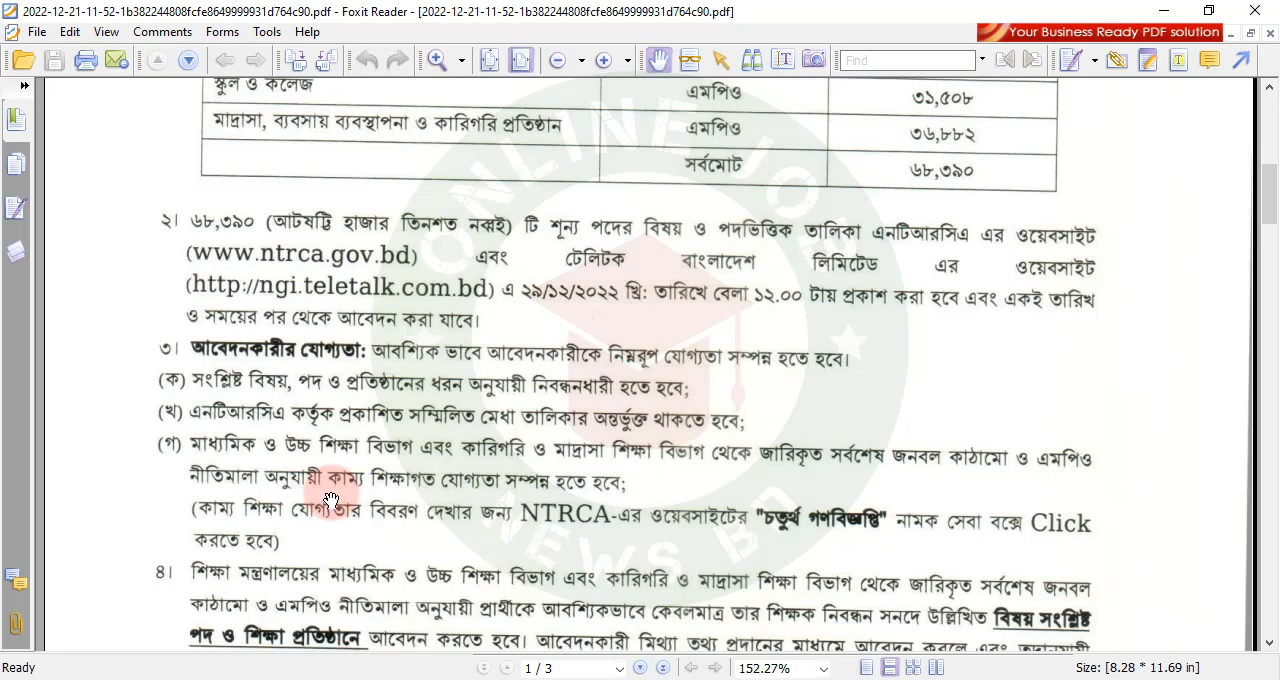 2022-12-21-11-52-1b382244808fcfe8649999931d764c90.pdf - Foxit Reader - [2022-12-21-11-52-1b382244808fcfe8649999931d764c90.pdf]
File Edit View Comments Forms Tools Help
Your Business Ready PDF solution
Find
স্কুল ও কলেজ এমপিও ৩১,৫০৮
মাদ্রাসা, ব্যবসায় ব্যবস্থাপনা ও কারিগরি প্রতিষ্ঠান এমপিও ৩৬,৮৮২
সর্বমোট ৬৮,৩৯০
২। ৬৮,৩৯০ (আটষট্টি হাজার তিনশত নব্বই) টি শূন্য পদের বিষয় ও পদভিত্তিক তালিকা এনটিআরসিএ এর ওয়েবসাইট
(www.ntrca.gov.bd) এবং টেলিটক বাংলাদেশ লিমিটেড এর ওয়েবসাইট
(http://ngi.teletalk.com.bd) এ ২৯/১২/২০২২ খ্রি: তারিখে বেলা ১২.০০ টায় প্রকাশ করা হবে এবং একই তারিখ
ও সময়ের পর থেকে আবেদন করা যাবে।
৩। আবেদনকারীর যোগ্যতা: আবশ্যিক ভাবে আবেদনকারীকে নিম্নরূপ যোগ্যতা সম্পন্ন হতে হবে।
(ক) সংশ্লিষ্ট বিষয়, পদ ও প্রতিষ্ঠানের ধরন অনুযায়ী নিবন্ধনধারী হতে হবে;
(খ) এনটিআরসিএ কর্তৃক প্রকাশিত সম্মিলিত মেধা তালিকার অন্তর্ভুক্ত থাকতে হবে;
(গ) মাধ্যমিক ও উচ্চ শিক্ষা বিভাগ এবং কারিগরি ও মাদ্রাসা শিক্ষা বিভাগ থেকে জারিকৃত সর্বশেষ জনবল কাঠামো ও এমপিও
নীতিমালা অনুযায়ী কাম্য শিক্ষাগত যোগ্যতা সম্পন্ন হতে হবে;
(কাম্য শিক্ষা যোগ্যতার বিবরণ দেখার জন্য NTRCA-এর ওয়েবসাইটের "চতুর্থ গণবিজ্ঞপ্তি" নামক সেবা বক্সে Click
করতে হবে)
৪। শিক্ষা মন্ত্রণালয়ের মাধ্যমিক ও উচ্চ শিক্ষা বিভাগ এবং কারিগরি ও মাদ্রাসা শিক্ষা বিভাগ থেকে জারিকৃত সর্বশেষ জনবল
কাঠামো ও এমপিও নীতিমালা অনুযায়ী প্রার্থীকে আবশ্যিকভাবে কেবলমাত্র তার শিক্ষক নিবন্ধন সনদে উল্লিখিত বিষয় সংশ্লিষ্ট
পদ ও শিক্ষা প্রতিষ্ঠানে আবেদন করতে হবে। আবেদনকারী মিথ্যা তথ্য প্রদানের মাধ্যমে আবেদন করলে এবং তদানুযায়ী
ONLINE JOB
NEWS BD
Ready 1 / 3 152.27% Size: [8.28 * 11.69 in]